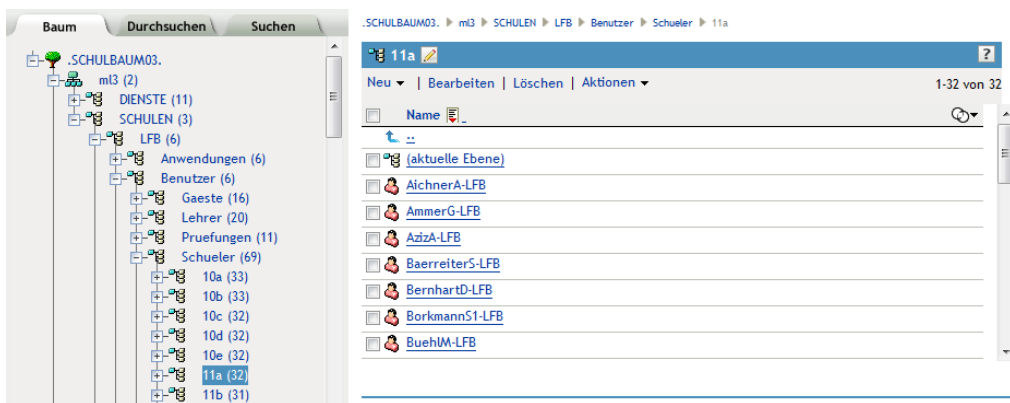 Baum Durchsuchen Suchen
.SCHULBAUM03.
ml3 (2)
DIENSTE (11)
SCHULEN (3)
LFB (6)
Anwendungen (6)
Benutzer (6)
Gaeste (16)
Lehrer (20)
Pruefungen (11)
Schueler (69)
10a (33)
10b (33)
10c (32)
10d (32)
10e (32)
11a (32)
11b (31)
.SCHULBAUM03. ml3 SCHULEN LFB Benutzer Schueler 11a
11a ?
Neu | Bearbeiten | Löschen | Aktionen 1-32 von 32
Name
..
(aktuelle Ebene)
AichnerA-LFB
AmmerG-LFB
AzizA-LFB
BaerreiterS-LFB
BernhartD-LFB
BorkmannS1-LFB
BuehlM-LFB